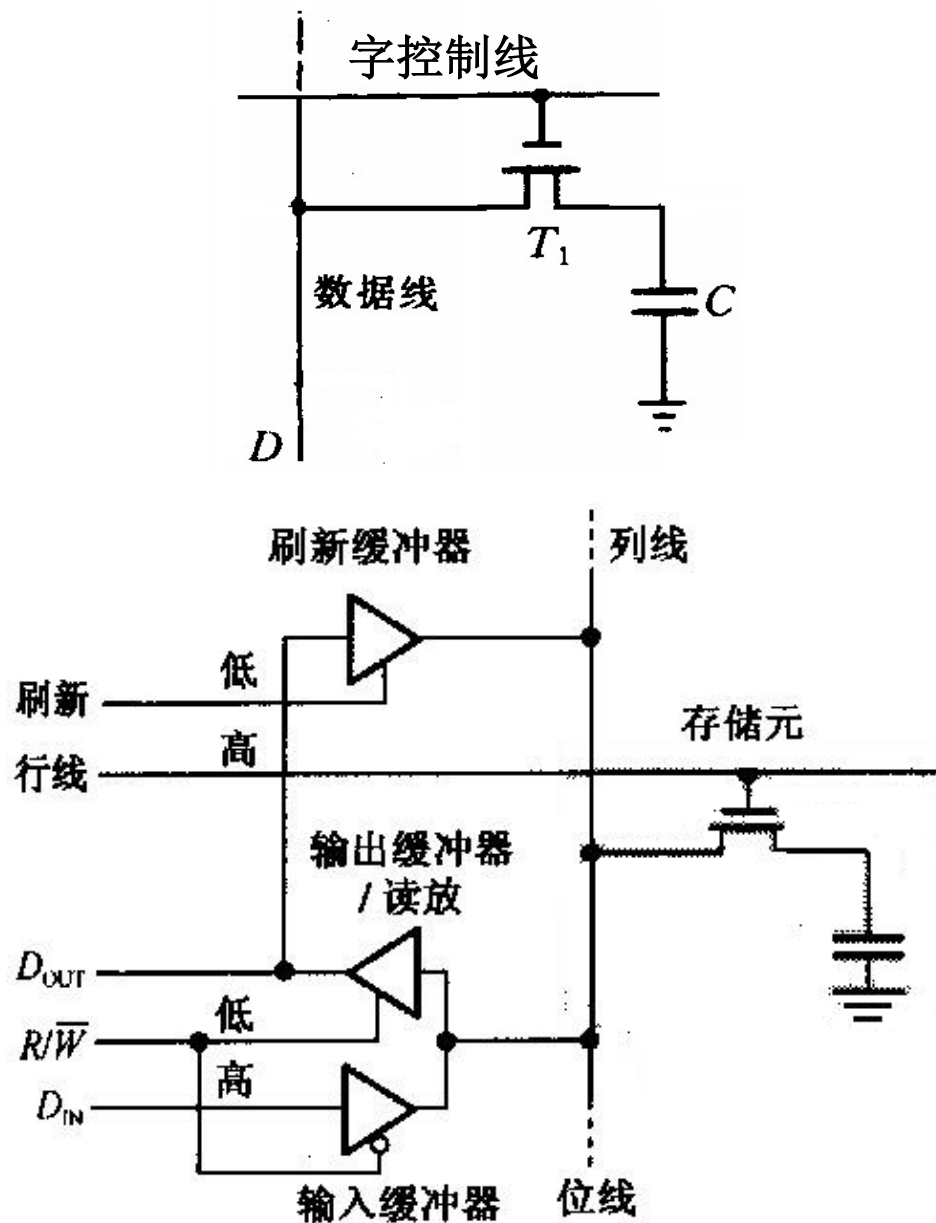 字控制线
T₁
数据线
C
D
刷新缓冲器
列线
低
刷新
存储元
高
行线
输出缓冲器
/ 读放
D_OUT
低
R/W̅
高
D_IN
输入缓冲器
位线